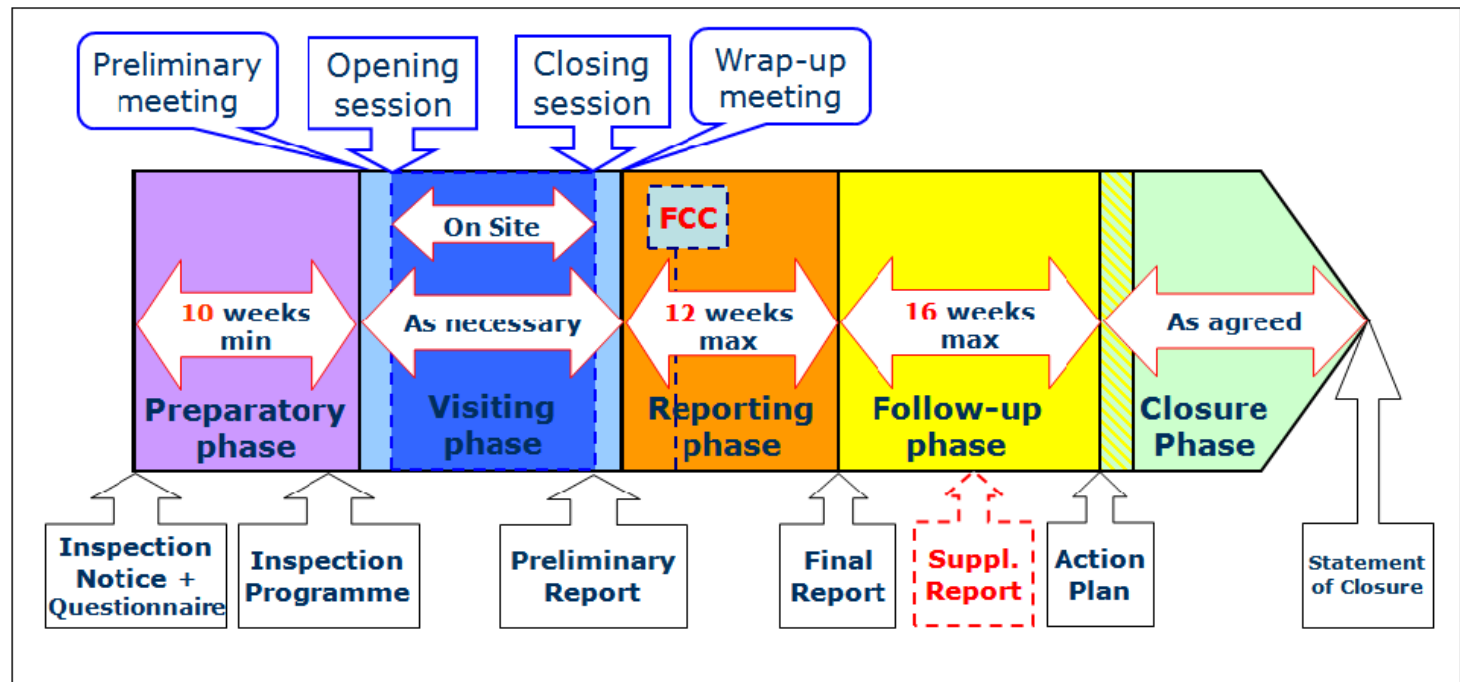 Preliminary
meeting
Opening
session
Closing
session
Wrap-up
meeting
On Site
FCC
10 weeks
min
As necessary
12 weeks
max
16 weeks
max
As agreed
Preparatory
phase
Visiting
phase
Reporting
phase
Follow-up
phase
Closure
Phase
Inspection
Notice +
Questionnaire
Inspection
Programme
Preliminary
Report
Final
Report
Suppl.
Report
Action
Plan
Statement
of Closure